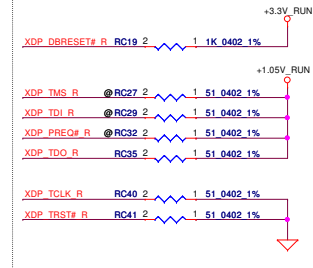 +3.3V_RUN
XDP_DBRESET#_R RC19 2 1 1K_0402_1%
+1.05V_RUN
XDP_TMS_R @RC27 2 1 51_0402_1%
XDP_TDI_R @RC29 2 1 51_0402_1%
XDP_PREQ#_R @RC32 2 1 51_0402_1%
XDP_TDO_R RC35 2 1 51_0402_1%
XDP_TCLK_R RC40 2 1 51_0402_1%
XDP_TRST#_R RC41 2 1 51_0402_1%